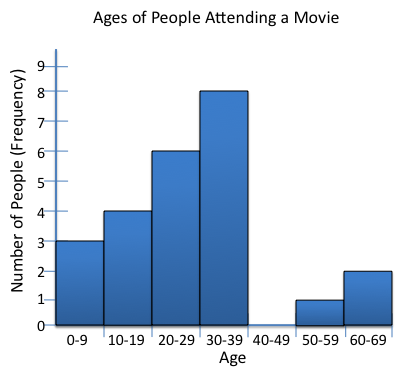 Ages of People Attending a Movie
Number of People (Frequency)
9
8
7
6
5
4
3
2
1
0
0-9 10-19 20-29 30-39 40-49 50-59 60-69
Age